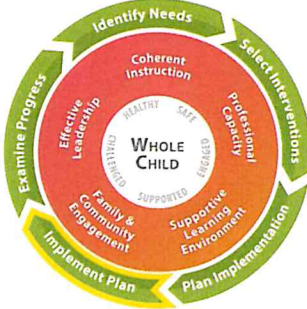 Identify Needs
Select Interventions
Plan Implementation
Implement Plan
Examine Progress
Coherent
Instruction
Professional
Capacity
Supportive
Learning
Environment
Family &
Community
Engagement
Effective
Leadership
HEALTHY
SAFE
ENGAGED
SUPPORTED
CHALLENGED
WHOLE
CHILD